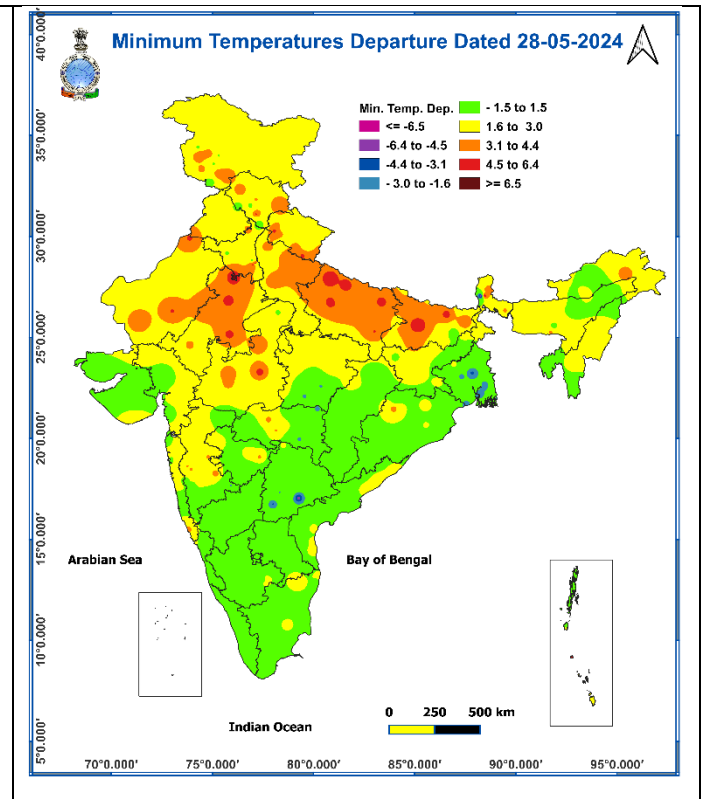 Minimum Temperatures Departure Dated 28-05-2024
Min. Temp. Dep.
<= -6.5
-6.4 to -4.5
-4.4 to -3.1
- 3.0 to -1.6
- 1.5 to 1.5
1.6 to 3.0
3.1 to 4.4
4.5 to 6.4
>= 6.5
40°0.000'
35°0.000'
30°0.000'
25°0.000'
20°0.000'
15°0.000'
10°0.000'
5°0.000'
Arabian Sea
Bay of Bengal
Indian Ocean
0 250 500 km
70°0.000' 75°0.000' 80°0.000' 85°0.000' 90°0.000' 95°0.000'